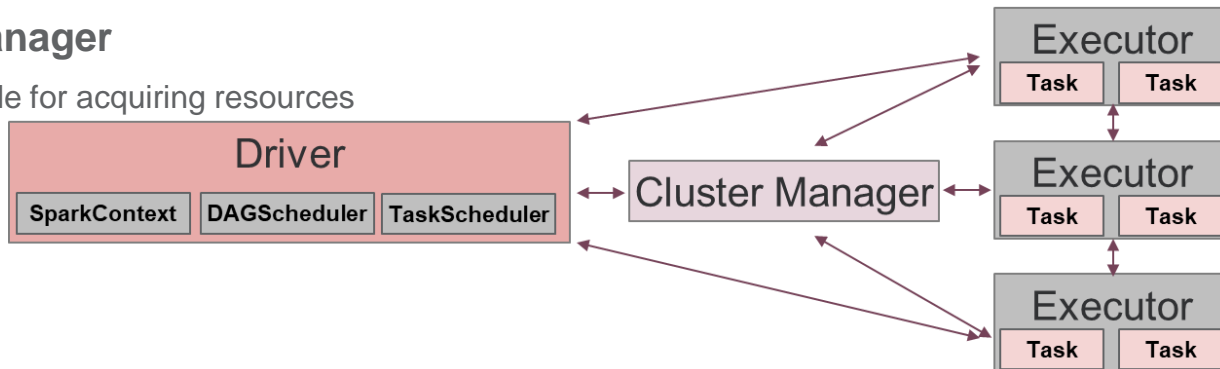 anager
le for acquiring resources
Driver
SparkContext DAGScheduler TaskScheduler
Cluster Manager
Executor
Task Task
Executor
Task Task
Executor
Task Task